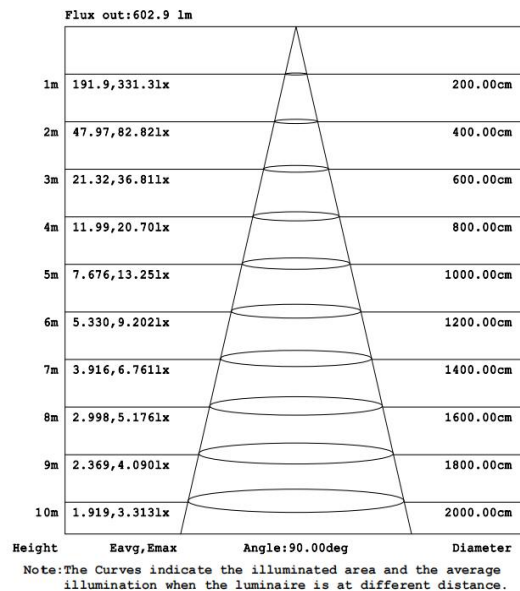 Flux out:602.9 lm
1m 191.9,331.3lx 200.00cm
2m 47.97,82.82lx 400.00cm
3m 21.32,36.81lx 600.00cm
4m 11.99,20.70lx 800.00cm
5m 7.676,13.25lx 1000.00cm
6m 5.330,9.202lx 1200.00cm
7m 3.916,6.761lx 1400.00cm
8m 2.998,5.176lx 1600.00cm
9m 2.369,4.090lx 1800.00cm
10m 1.919,3.313lx 2000.00cm
Height Eavg,Emax Angle:90.00deg Diameter
Note:The Curves indicate the illuminated area and the average
illumination when the luminaire is at different distance.